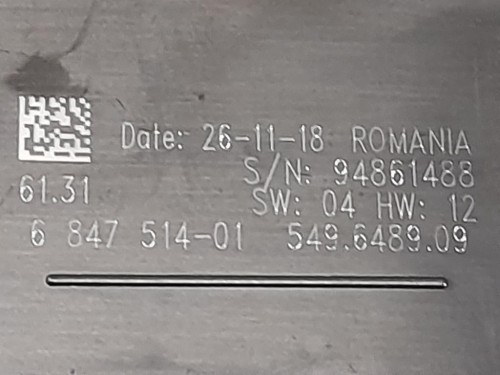 Date: 26-11-18 ROMANIA
S/N: 94861488
61.31
SW: 04 HW: 12
6 847 514-01 549.6489.09